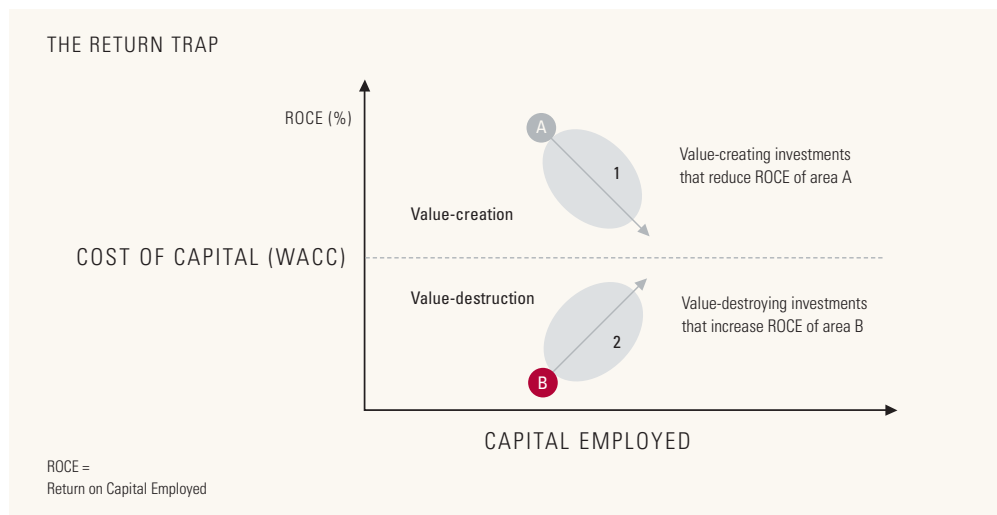 THE RETURN TRAP
ROCE (%)
A
1
Value-creating investments
that reduce ROCE of area A
Value-creation
COST OF CAPITAL (WACC)
Value-destruction
Value-destroying investments
that increase ROCE of area B
2
B
CAPITAL EMPLOYED
ROCE =
Return on Capital Employed